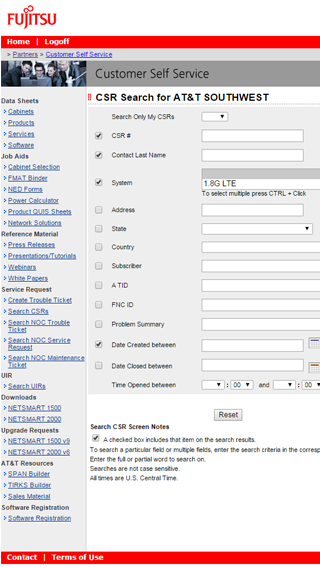 FUJITSU
Home | Logoff
> Partners > Customer Self Service
Customer Self Service
Data Sheets
Cabinets
Products
Services
Software
Job Aids
Cabinet Selection
FMAT Binder
NED Forms
Power Calculator
Product QUIS Sheets
Network Solutions
Reference Material
Press Releases
Presentations/Tutorials
Webinars
White Papers
Service Request
Create Trouble Ticket
Search CSRs
Search NOC Trouble
Ticket
Search NOC Service
Request
Search NOC Maintenance
Ticket
UIR
Search UIRs
Downloads
NETSMART 1500
NETSMART 2000
Upgrade Requests
NETSMART 1500 v9
NETSMART 2000 v6
AT&T Resources
SPAN Builder
TIRKS Builder
Sales Material
Software Registration
Software Registration
CSR Search for AT&T SOUTHWEST
Search Only My CSRs
CSR #
Contact Last Name
System
1.8G LTE
To select multiple press CTRL + Click
Address
State
Country
Subscriber
A TID
FNC ID
Problem Summary
Date Created between
Date Closed between
Time Opened between : 00 and : 00
Reset
Search CSR Screen Notes
A checked box includes that item on the search results.
To search a particular field or multiple fields, enter the search criteria in the corresp
Enter the full or partial word to search on.
Searches are not case sensitive.
All times are U.S. Central Time.
Contact | Terms of Use